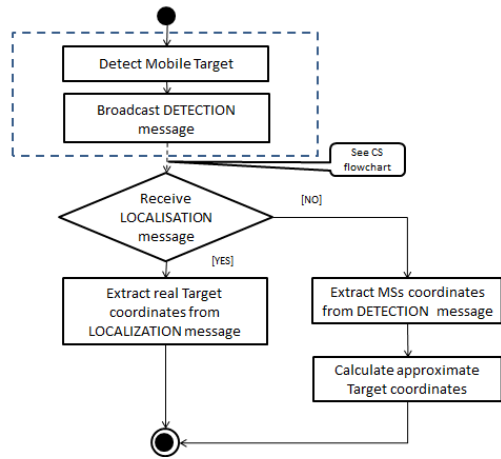 Detect Mobile Target
Broadcast DETECTION
message
See CS
flowchart
Receive
LOCALISATION
message
[NO]
[YES]
Extract real Target
coordinates from
LOCALIZATION message
Extract MSs coordinates
from DETECTION message
Calculate approximate
Target coordinates